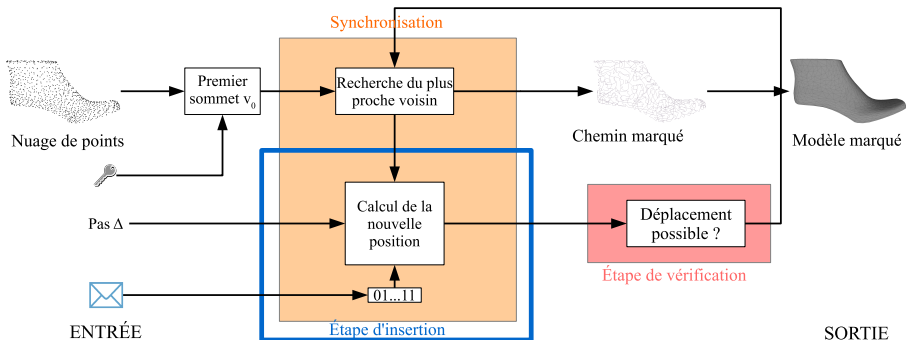 Synchronisation
Premier
sommet v₀
Recherche du plus
proche voisin
Nuage de points
Chemin marqué
Modèle marqué
Pas Δ
Calcul de la
nouvelle
position
Déplacement
possible ?
Étape de vérification
01...11
ENTRÉE
Étape d'insertion
SORTIE